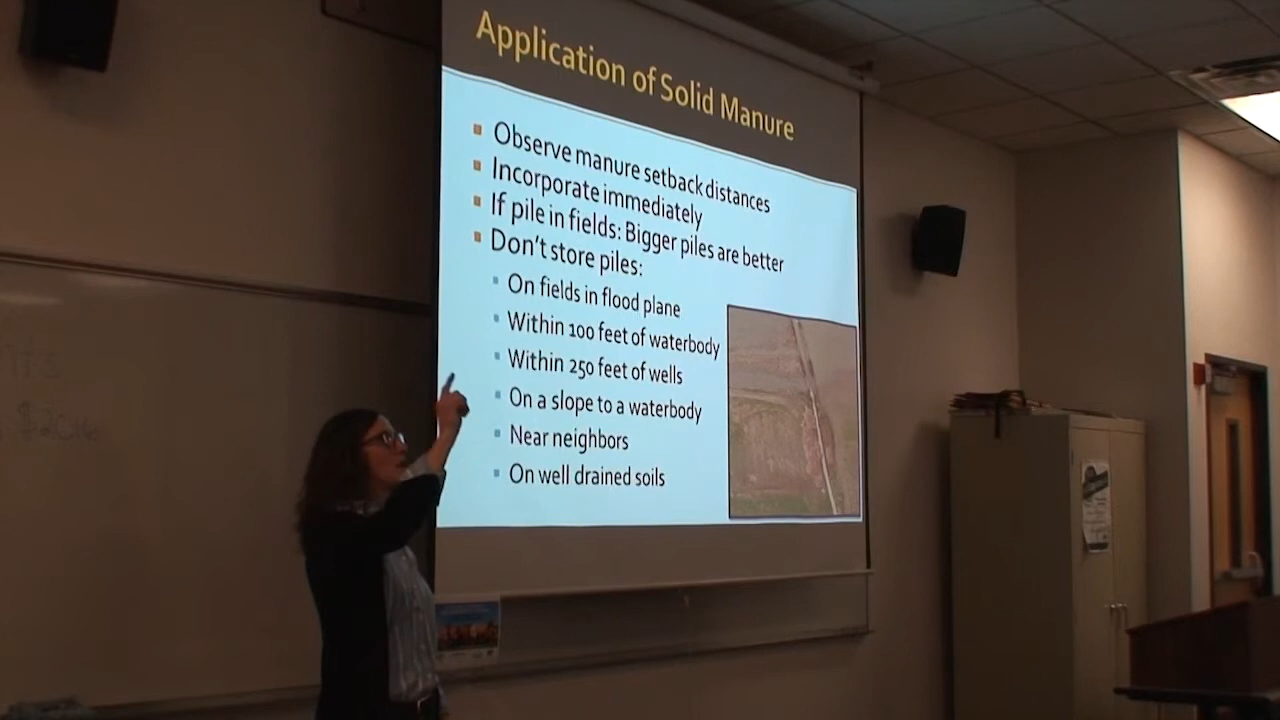 Application of Solid Manure
Observe manure setback distances
Incorporate immediately
If pile in fields: Bigger piles are better
Don't store piles:
On fields in flood plane
Within 100 feet of waterbody
Within 250 feet of wells
On a slope to a waterbody
Near neighbors
On well drained soils